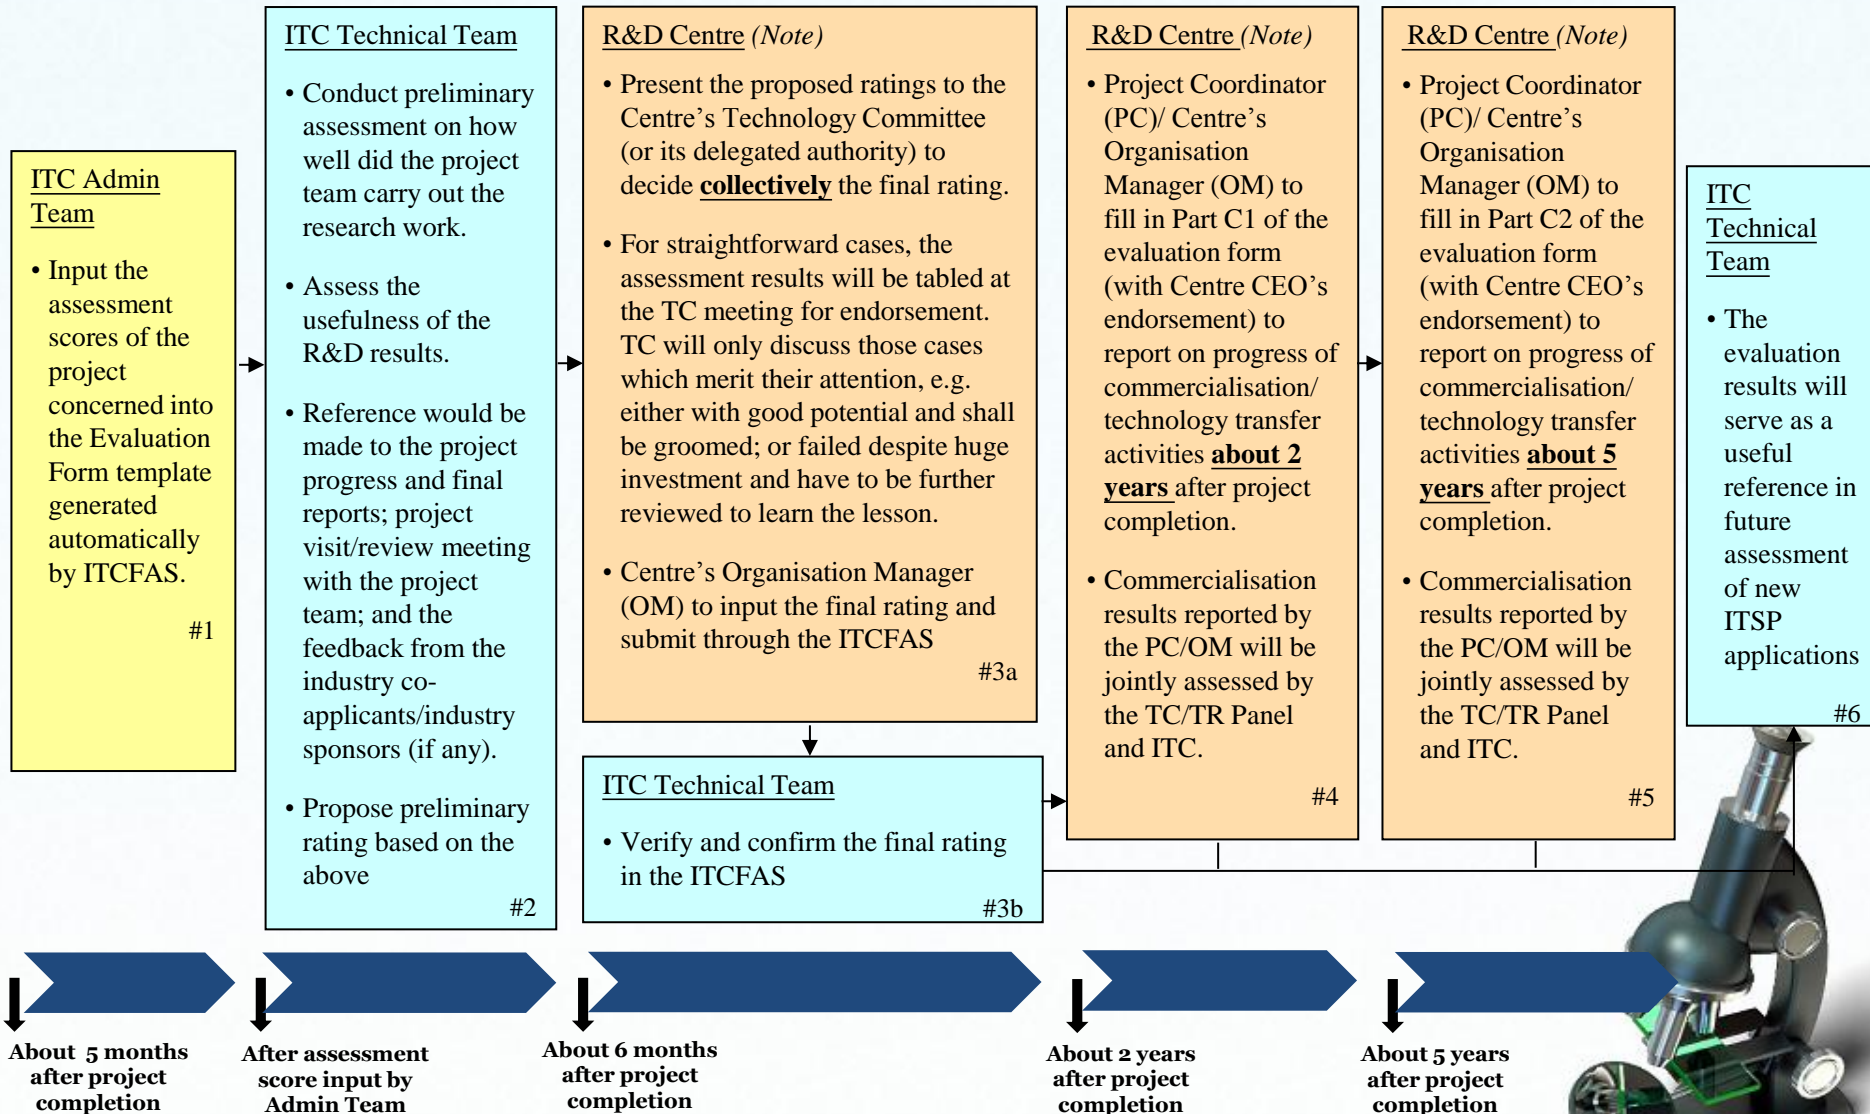 ITC Admin
Team
• Input the
assessment
scores of the
project
concerned into
the Evaluation
Form template
generated
automatically
by ITCFAS.
#1
ITC Technical Team
• Conduct preliminary
assessment on how
well did the project
team carry out the
research work.
• Assess the
usefulness of the
R&D results.
• Reference would be
made to the project
progress and final
reports; project
visit/review meeting
with the project
team; and the
feedback from the
industry co-
applicants/industry
sponsors (if any).
• Propose preliminary
rating based on the
above
#2
R&D Centre (Note)
• Present the proposed ratings to the
Centre’s Technology Committee
(or its delegated authority) to
decide collectively the final rating.
• For straightforward cases, the
assessment results will be tabled at
the TC meeting for endorsement.
TC will only discuss those cases
which merit their attention, e.g.
either with good potential and shall
be groomed; or failed despite huge
investment and have to be further
reviewed to learn the lesson.
• Centre’s Organisation Manager
(OM) to input the final rating and
submit through the ITCFAS
#3a
ITC Technical Team
• Verify and confirm the final rating
in the ITCFAS
#3b
R&D Centre (Note)
• Project Coordinator
(PC)/ Centre’s
Organisation
Manager (OM) to
fill in Part C1 of the
evaluation form
(with Centre CEO’s
endorsement) to
report on progress of
commercialisation/
technology transfer
activities about 2
years after project
completion.
• Commercialisation
results reported by
the PC/OM will be
jointly assessed by
the TC/TR Panel
and ITC.
#4
R&D Centre (Note)
• Project Coordinator
(PC)/ Centre’s
Organisation
Manager (OM) to
fill in Part C2 of the
evaluation form
(with Centre CEO’s
endorsement) to
report on progress of
commercialisation/
technology transfer
activities about 5
years after project
completion.
• Commercialisation
results reported by
the PC/OM will be
jointly assessed by
the TC/TR Panel
and ITC.
#5
ITC
Technical
Team
• The
evaluation
results will
serve as a
useful
reference in
future
assessment
of new
ITSP
applications
#6
About 5 months
after project
completion
After assessment
score input by
Admin Team
About 6 months
after project
completion
About 2 years
after project
completion
About 5 years
after project
completion